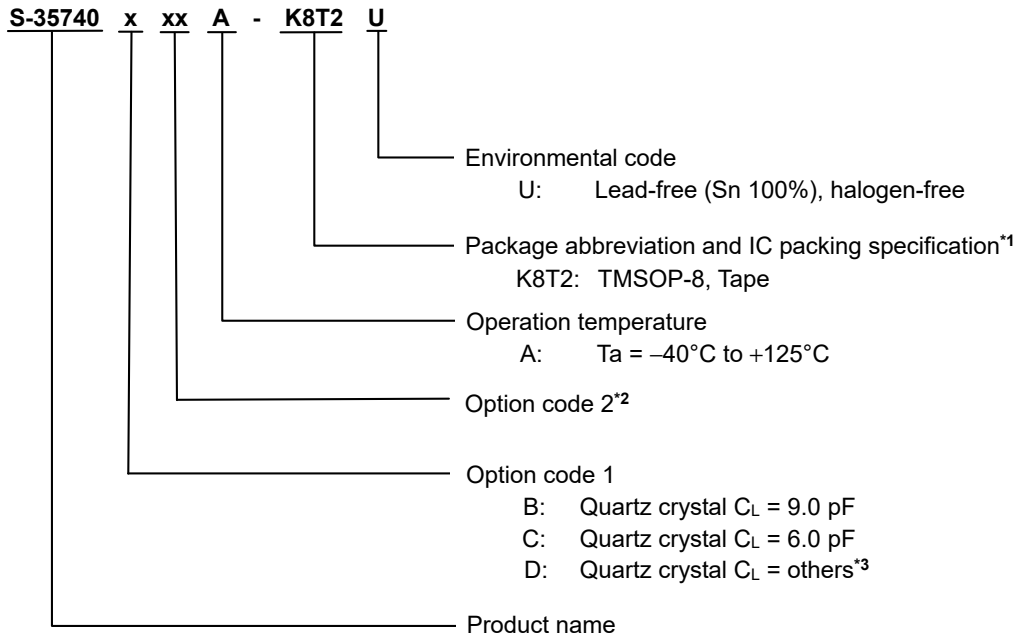 S-35740 x xx A - K8T2 U
Environmental code
U: Lead-free (Sn 100%), halogen-free
Package abbreviation and IC packing specification*1
K8T2: TMSOP-8, Tape
Operation temperature
A: Ta = −40°C to +125°C
Option code 2*2
Option code 1
B: Quartz crystal CL = 9.0 pF
C: Quartz crystal CL = 6.0 pF
D: Quartz crystal CL = others*3
Product name